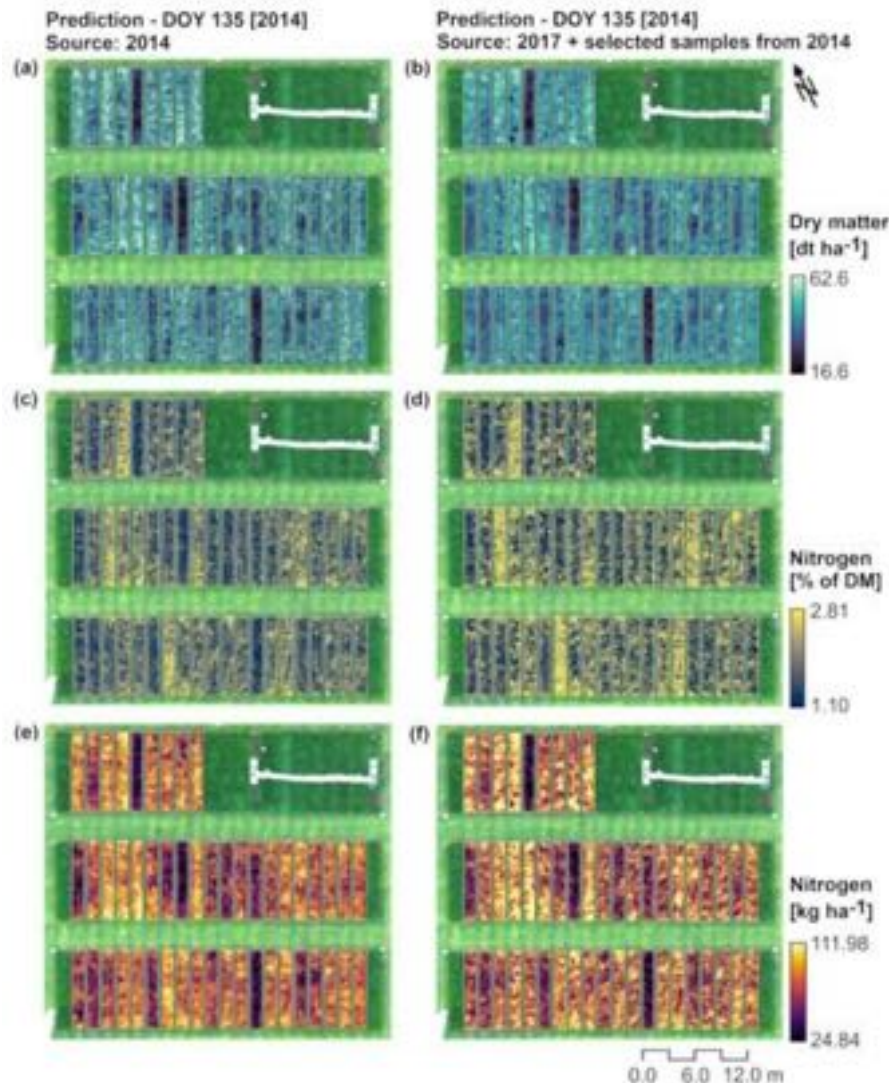 Prediction - DOY 135 [2014]
Source: 2014
Prediction - DOY 135 [2014]
Source: 2017 + selected samples from 2014
(a)
(b)
N
Dry matter
[dt ha-1]
62.6
16.6
(c)
(d)
Nitrogen
[% of DM]
2.81
1.10
(e)
(f)
Nitrogen
[kg ha-1]
111.98
24.84
0.0 6.0 12.0 m